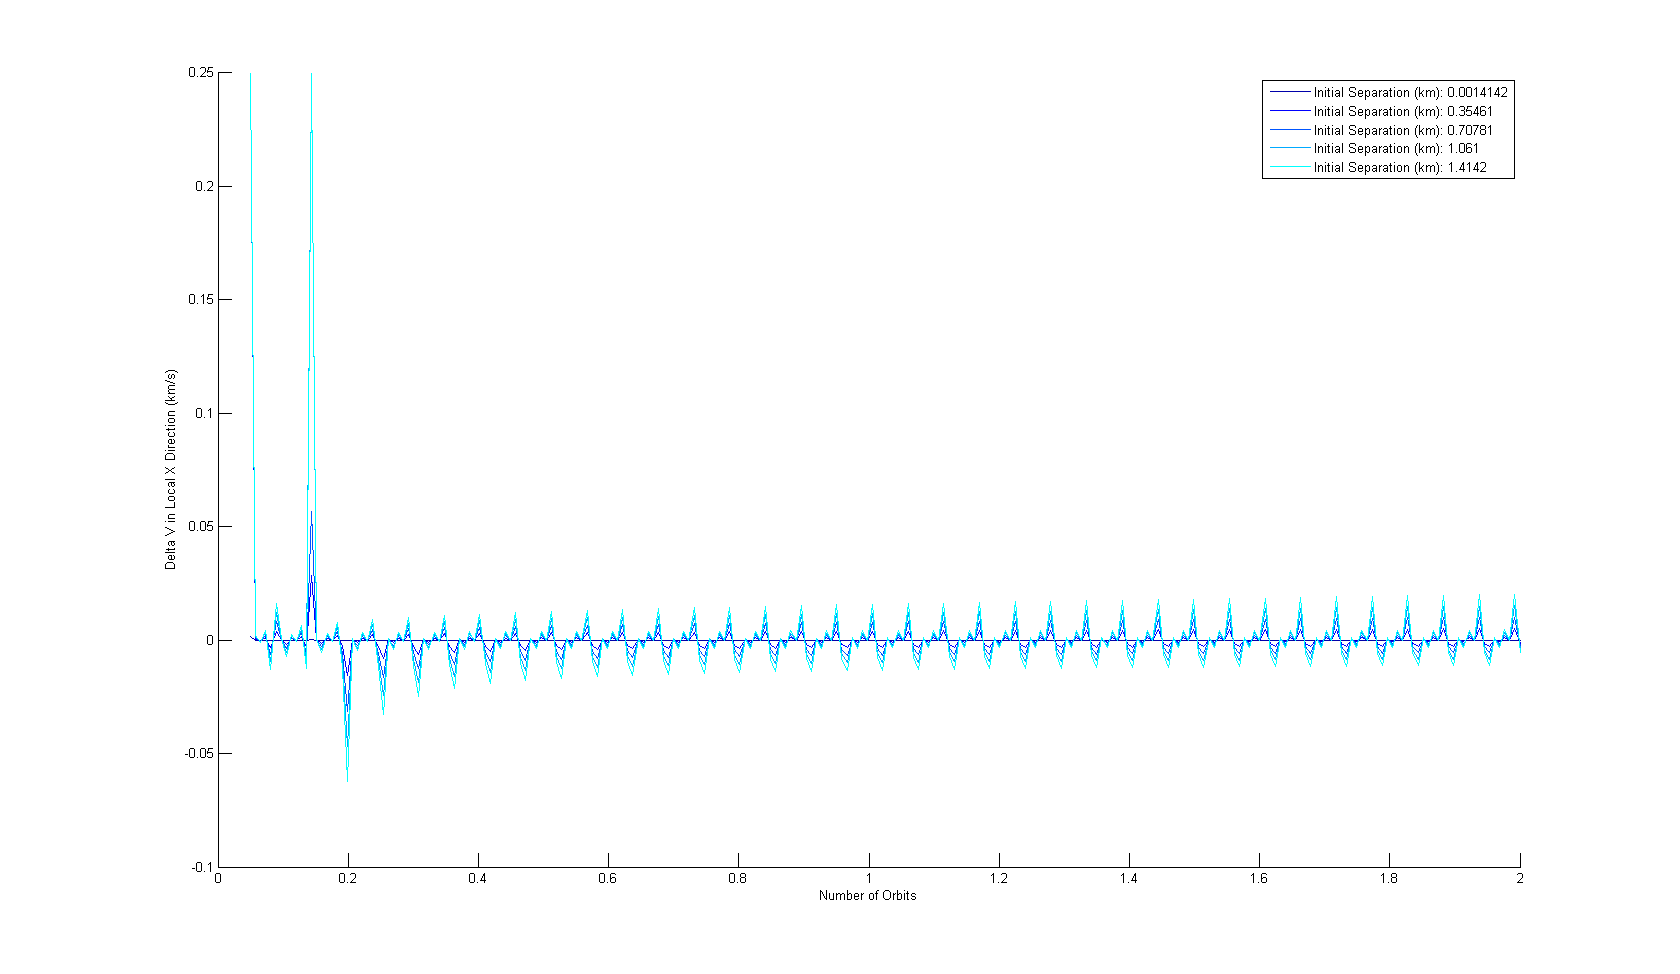 0.25
0.2
0.15
0.1
0.05
0
-0.05
-0.1
Delta V in Local X Direction (km/s)
Initial Separation (km): 0.0014142
Initial Separation (km): 0.35461
Initial Separation (km): 0.70781
Initial Separation (km): 1.061
Initial Separation (km): 1.4142
0 0.2 0.4 0.6 0.8 1 1.2 1.4 1.6 1.8 2
Number of Orbits